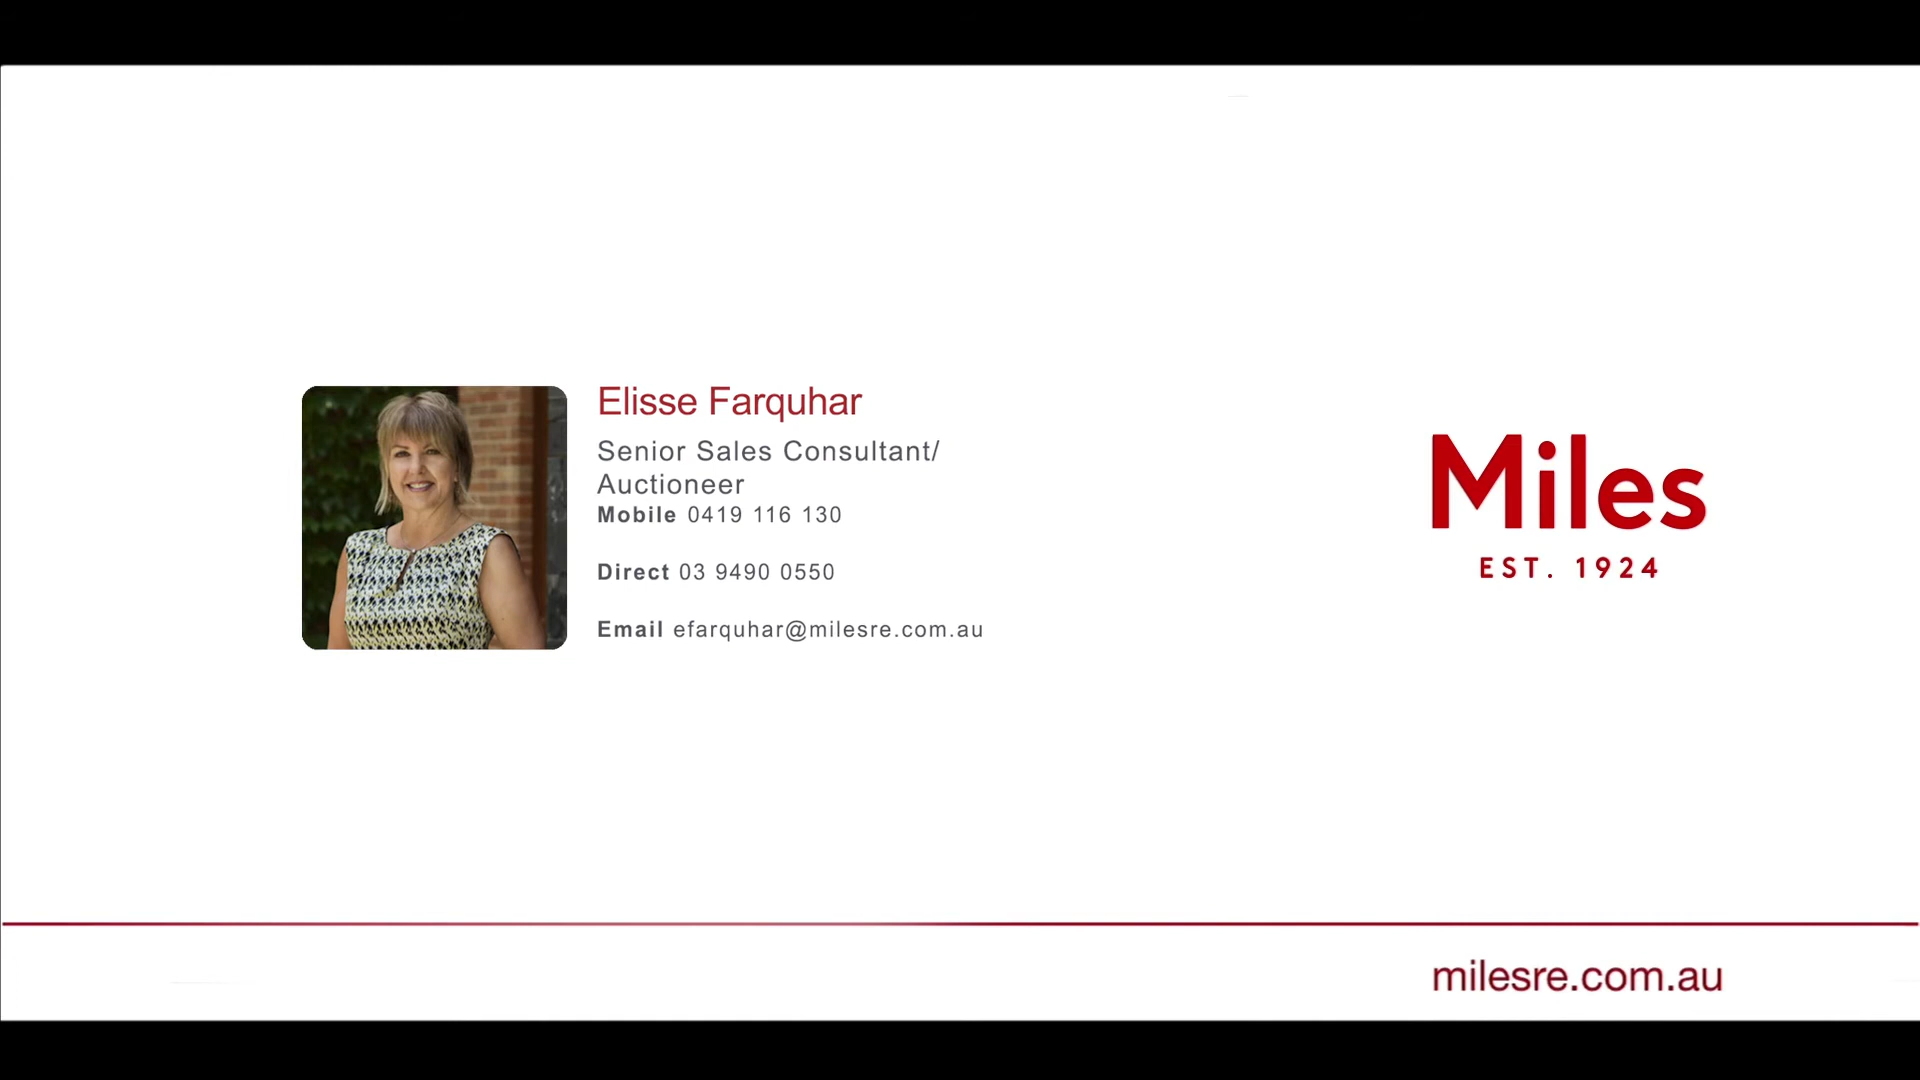 Elisse Farquhar
Senior Sales Consultant/
Auctioneer
Mobile 0419 116 130
Direct 03 9490 0550
Email efarquhar@milesre.com.au
Miles
EST. 1924
milesre.com.au